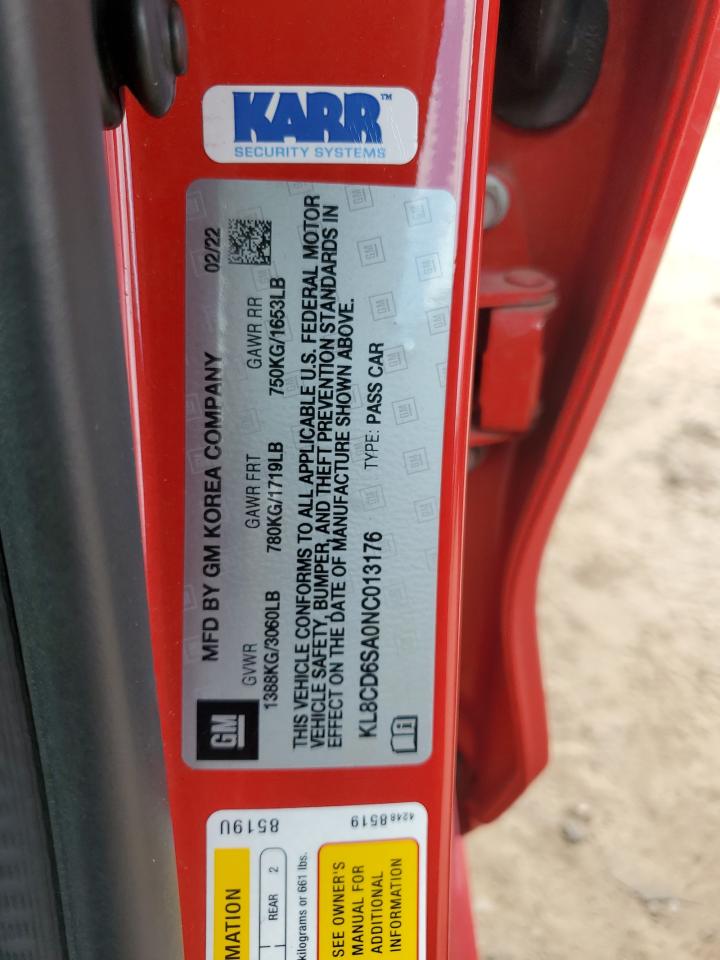 KARR™
SECURITY SYSTEMS
GM
MFD BY GM KOREA COMPANY 02/22
GVWR GAWR FRT GAWR RR
1388KG/3060LB 780KG/1719LB 750KG/1653LB
THIS VEHICLE CONFORMS TO ALL APPLICABLE U.S. FEDERAL MOTOR
VEHICLE SAFETY, BUMPER, AND THEFT PREVENTION STANDARDS IN
EFFECT ON THE DATE OF MANUFACTURE SHOWN ABOVE.
KL8CD6SA0NC013176 TYPE: PASS CAR
8519U
42488519
MATION
REAR 2
kilograms or 661 lbs.
SEE OWNER'S
MANUAL FOR
ADDITIONAL
INFORMATION